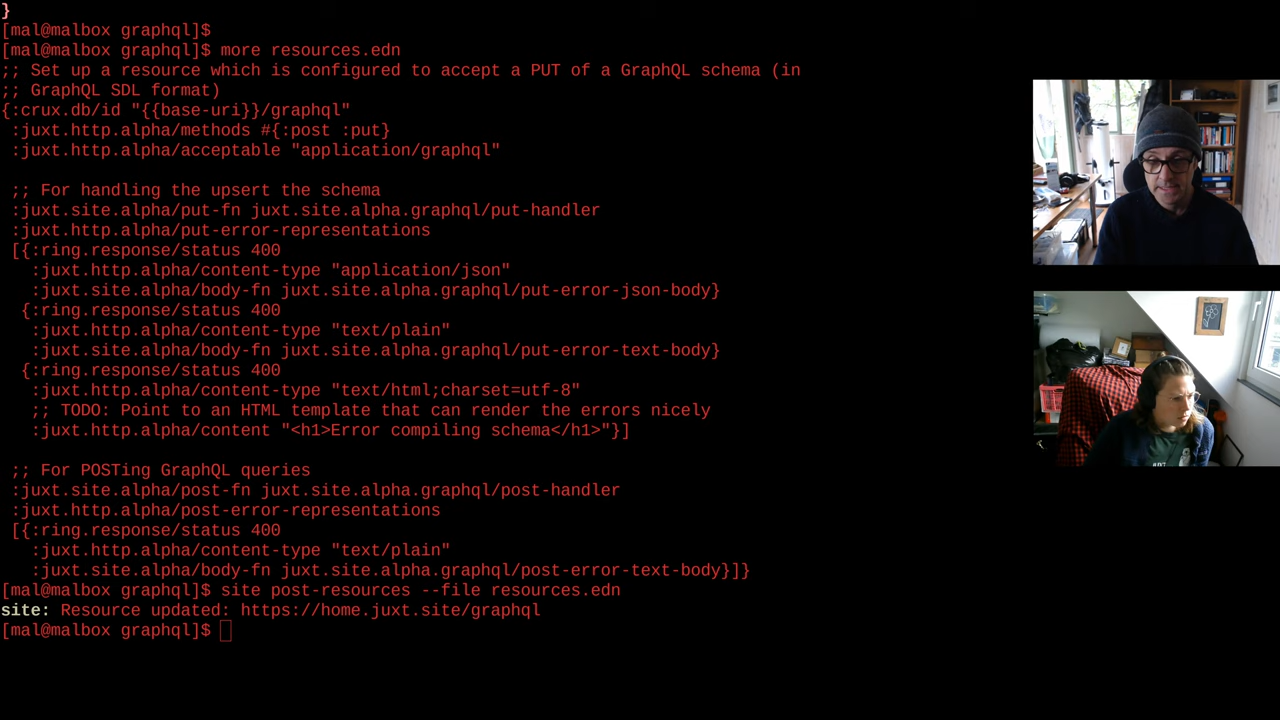 }
[mal@malbox graphql]$
[mal@malbox graphql]$ more resources.edn
;; Set up a resource which is configured to accept a PUT of a GraphQL schema (in
;; GraphQL SDL format)
{:crux.db/id "{{base-uri}}/graphql"
 :juxt.http.alpha/methods #{:post :put}
 :juxt.http.alpha/acceptable "application/graphql"

 ;; For handling the upsert the schema
 :juxt.site.alpha/put-fn juxt.site.alpha.graphql/put-handler
 :juxt.http.alpha/put-error-representations
 [{:ring.response/status 400
   :juxt.http.alpha/content-type "application/json"
   :juxt.site.alpha/body-fn juxt.site.alpha.graphql/put-error-json-body}
  {:ring.response/status 400
   :juxt.http.alpha/content-type "text/plain"
   :juxt.site.alpha/body-fn juxt.site.alpha.graphql/put-error-text-body}
  {:ring.response/status 400
   :juxt.http.alpha/content-type "text/html;charset=utf-8"
   ;; TODO: Point to an HTML template that can render the errors nicely
   :juxt.http.alpha/content "<h1>Error compiling schema</h1>"}]

 ;; For POSTing GraphQL queries
 :juxt.site.alpha/post-fn juxt.site.alpha.graphql/post-handler
 :juxt.http.alpha/post-error-representations
 [{:ring.response/status 400
   :juxt.http.alpha/content-type "text/plain"
   :juxt.site.alpha/body-fn juxt.site.alpha.graphql/post-error-text-body}]}
[mal@malbox graphql]$ site post-resources --file resources.edn
site: Resource updated: https://home.juxt.site/graphql
[mal@malbox graphql]$